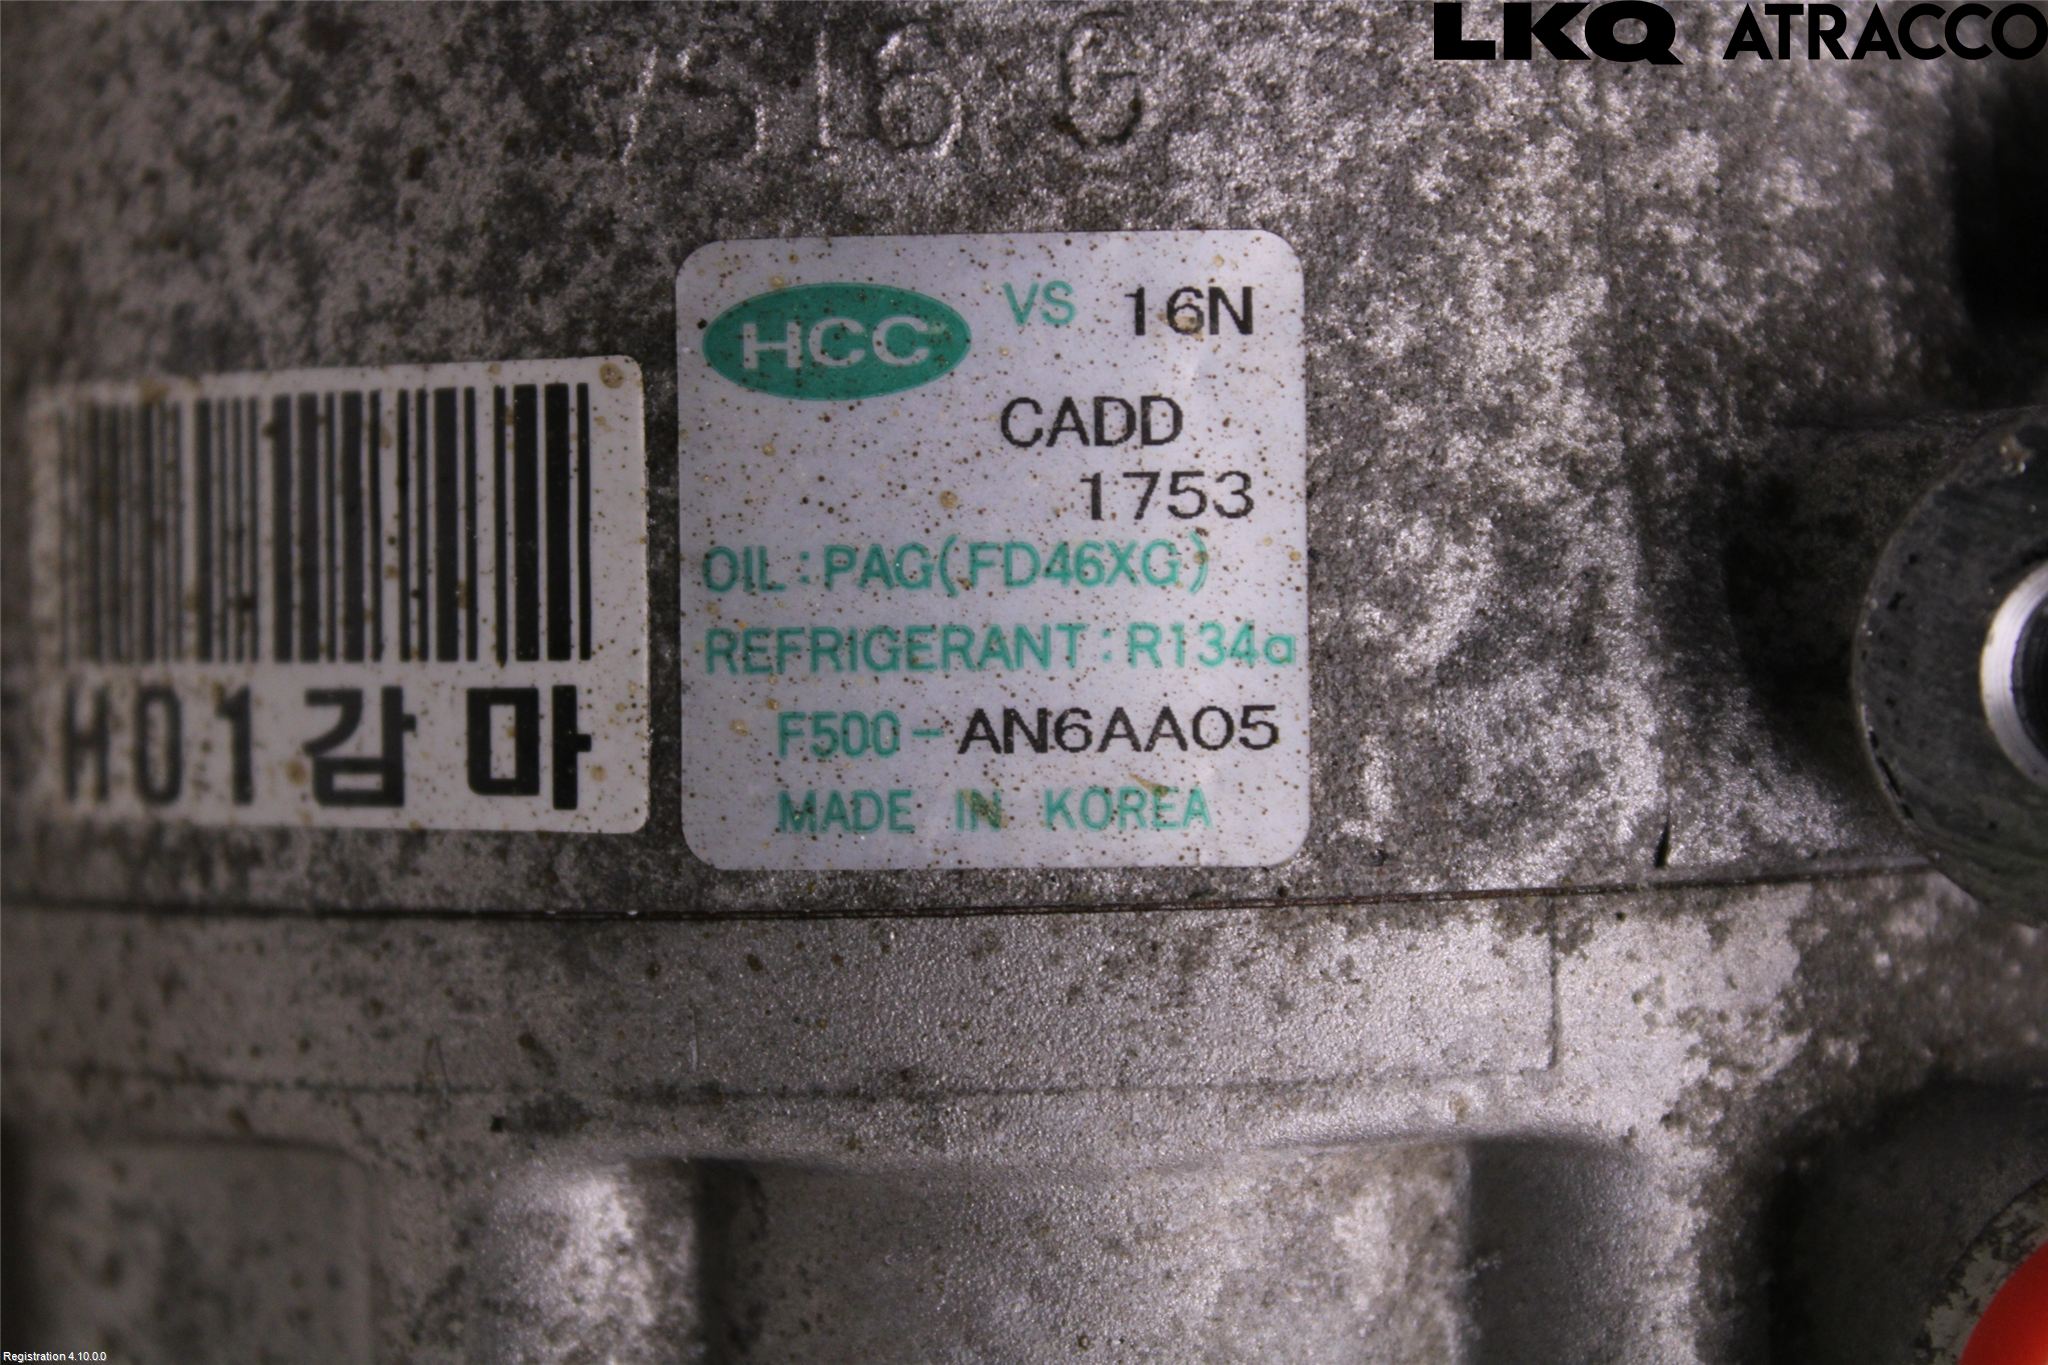 LKQ ATRACCO
VS16 G
HCC VS 16N
CADD
1753
OIL : PAG(FD46XG)
REFRIGERANT : R134a
F500-AN6AA05
MADE IN KOREA
H01 감마
Registration 4.10.0.0